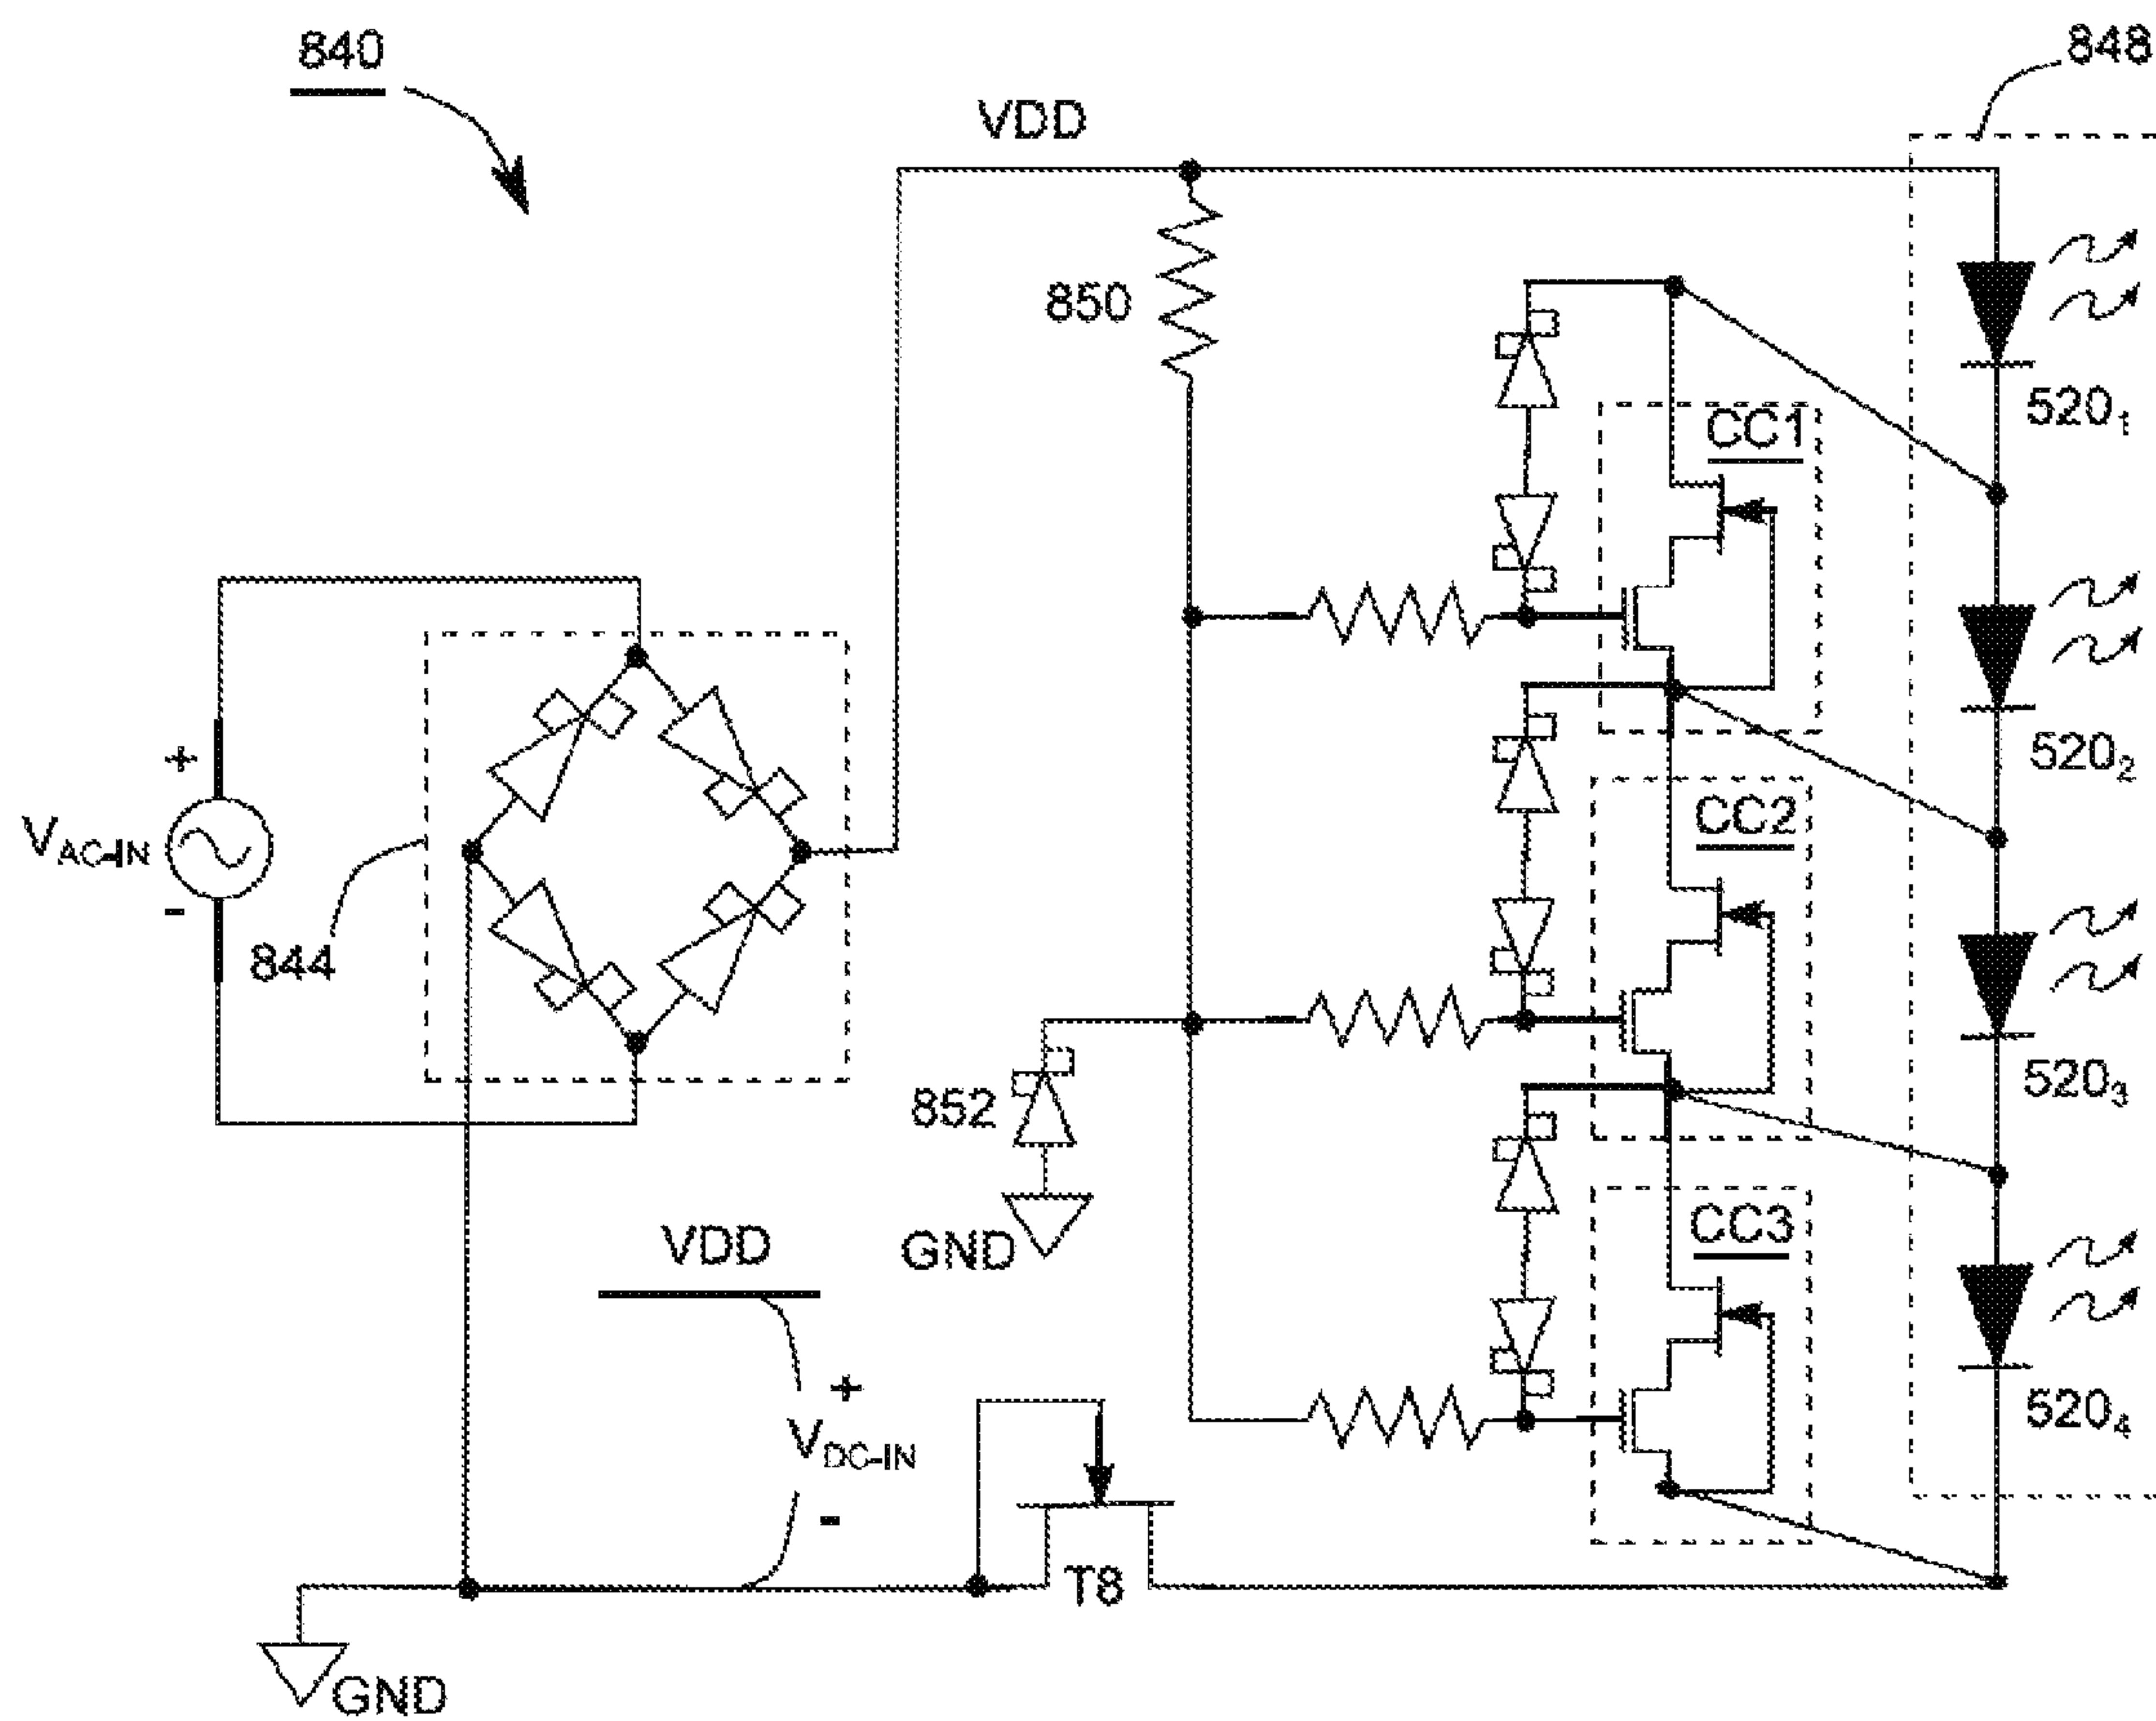 840
848
VDD
850
520₁
CC1
+
V_AC-IN
-
844
520₂
CC2
852
GND
520₃
VDD
CC3
+
V_DC-IN
-
520₄
T8
GND